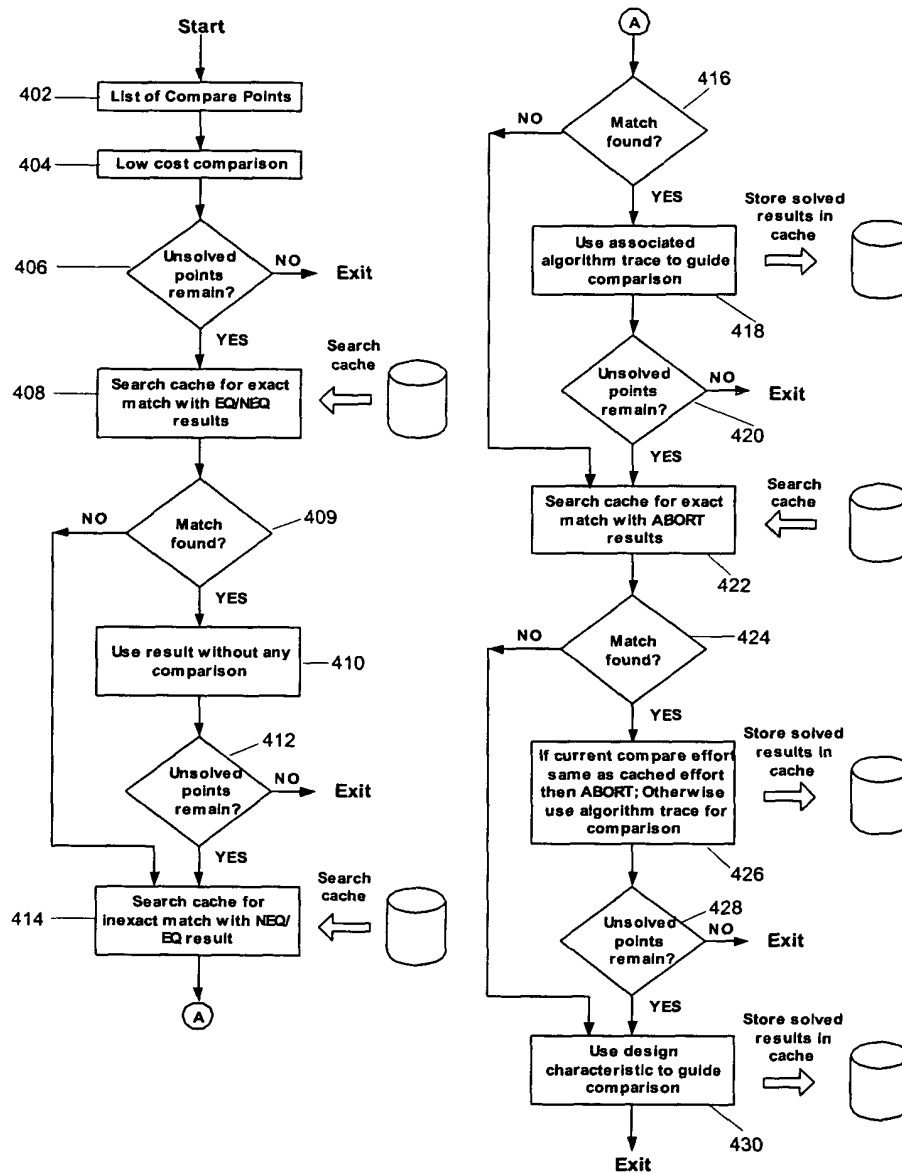 Start
402
List of Compare Points
404
Low cost comparison
406
Unsolved
points
remain?
NO
Exit
YES
Search
cache
408
Search cache for exact
match with EQ/NEQ
results
NO
Match
found?
409
YES
Use result without any
comparison
410
412
Unsolved
points
remain?
NO
Exit
YES
Search
cache
414
Search cache for
inexact match with NEQ/
EQ result
A
A
416
NO
Match
found?
YES
Store solved
results in
cache
Use associated
algorithm trace to guide
comparison
418
Unsolved
points
remain?
NO
Exit
420
YES
Search
cache
Search cache for exact
match with ABORT
results
422
NO
Match
found?
424
YES
Store solved
results in
cache
If current compare effort
same as cached effort
then ABORT; Otherwise
use algorithm trace for
comparison
426
428
Unsolved
points
remain?
NO
Exit
YES
Store solved
results in
cache
Use design
characteristic to guide
comparison
430
Exit